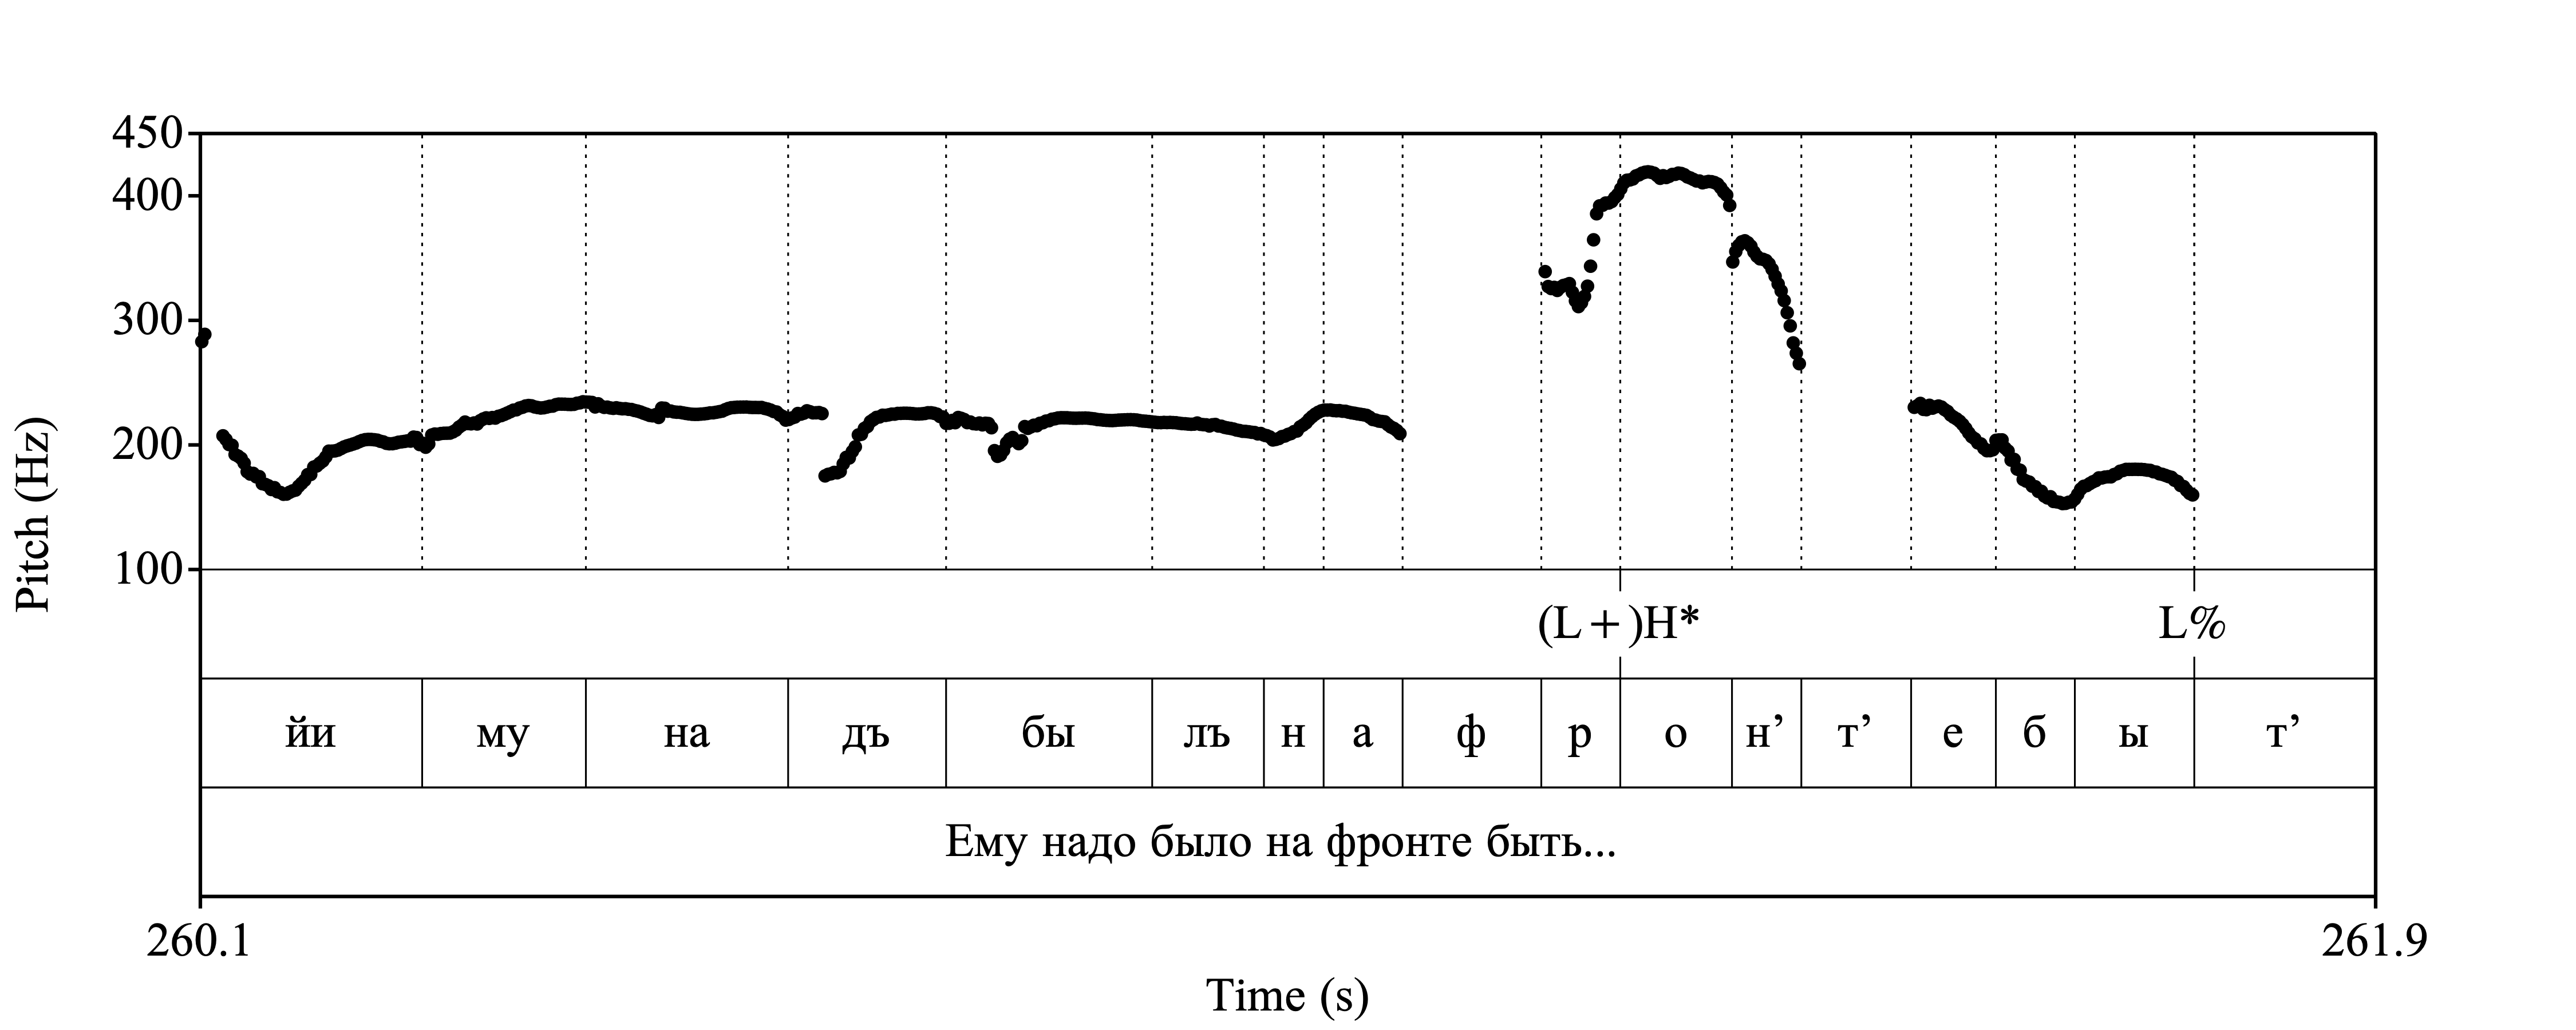 450
400
300
200
100
Pitch (Hz)
(L+)H* L%
йи му на дъ бы лъ н а ф р о н’ т’ е б ы т’
Ему надо было на фронте быть...
260.1 261.9
Time (s)